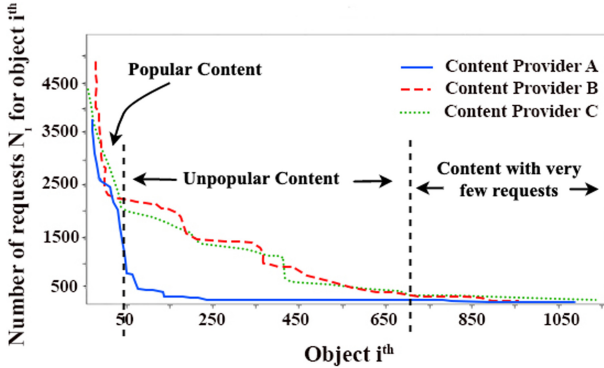 Number of requests N_i for object i^th
4500
3500
2500
1500
500
Popular Content
Content Provider A
Content Provider B
Content Provider C
Unpopular Content
Content with very
few requests
50 250 450 650 850 1050
Object i^th